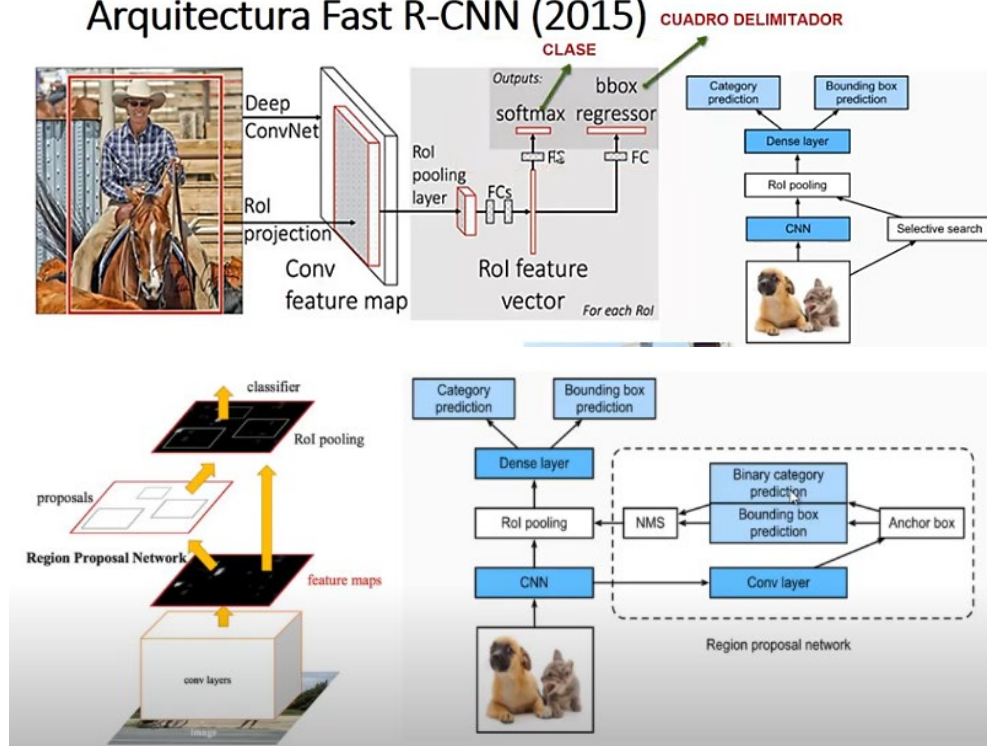 Arquitectura Fast R-CNN (2015)
CUADRO DELIMITADOR
CLASE
Deep
ConvNet
RoI
projection
Conv
feature map
RoI
pooling
layer
FCs
Outputs:
softmax
bbox
regressor
FC
RoI feature
vector
For each RoI
Category
prediction
Bounding box
prediction
Dense layer
RoI pooling
CNN
Selective search
classifier
RoI pooling
proposals
Region Proposal Network
feature maps
conv layers
image
Category
prediction
Bounding box
prediction
Dense layer
RoI pooling
CNN
NMS
Binary category
prediction
Bounding box
prediction
Anchor box
Conv layer
Region proposal network